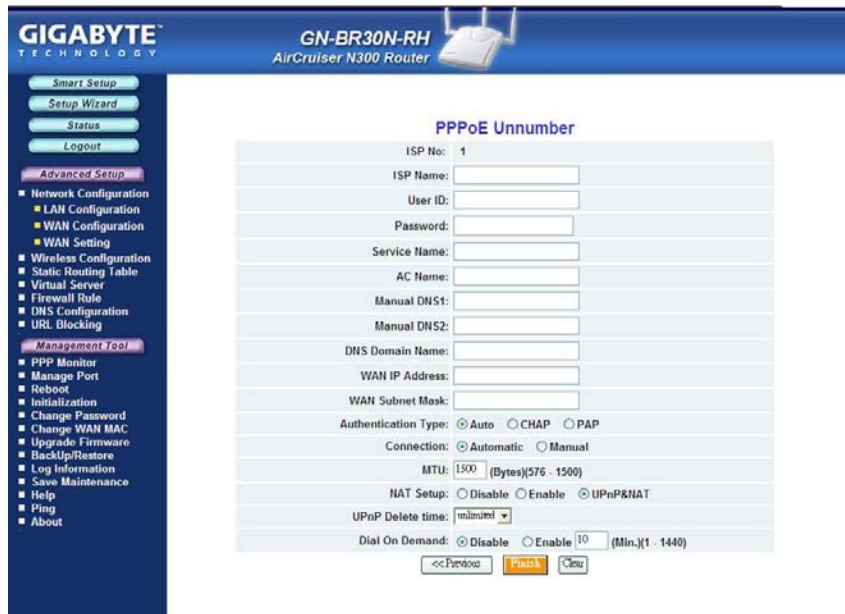 GIGABYTE™
TECHNOLOGY
GN-BR30N-RH
AirCruiser N300 Router
Smart Setup
Setup Wizard
Status
Logout
Advanced Setup
Network Configuration
LAN Configuration
WAN Configuration
WAN Setting
Wireless Configuration
Static Routing Table
Virtual Server
Firewall Rule
DNS Configuration
URL Blocking
Management Tool
PPP Monitor
Manage Port
Reboot
Initialization
Change Password
Change WAN MAC
Upgrade Firmware
BackUp/Restore
Log Information
Save Maintenance
Help
Ping
About
PPPoE Unnumber
ISP No: 1
ISP Name:
User ID:
Password:
Service Name:
AC Name:
Manual DNS1:
Manual DNS2:
DNS Domain Name:
WAN IP Address:
WAN Subnet Mask:
Authentication Type: Auto CHAP PAP
Connection: Automatic Manual
MTU: 1500 (Bytes)(576 - 1500)
NAT Setup: Disable Enable UPnP&NAT
UPnP Delete time: unlimited
Dial On Demand: Disable Enable 10 (Min.)(1 - 1440)
<< Previous Finish Clear